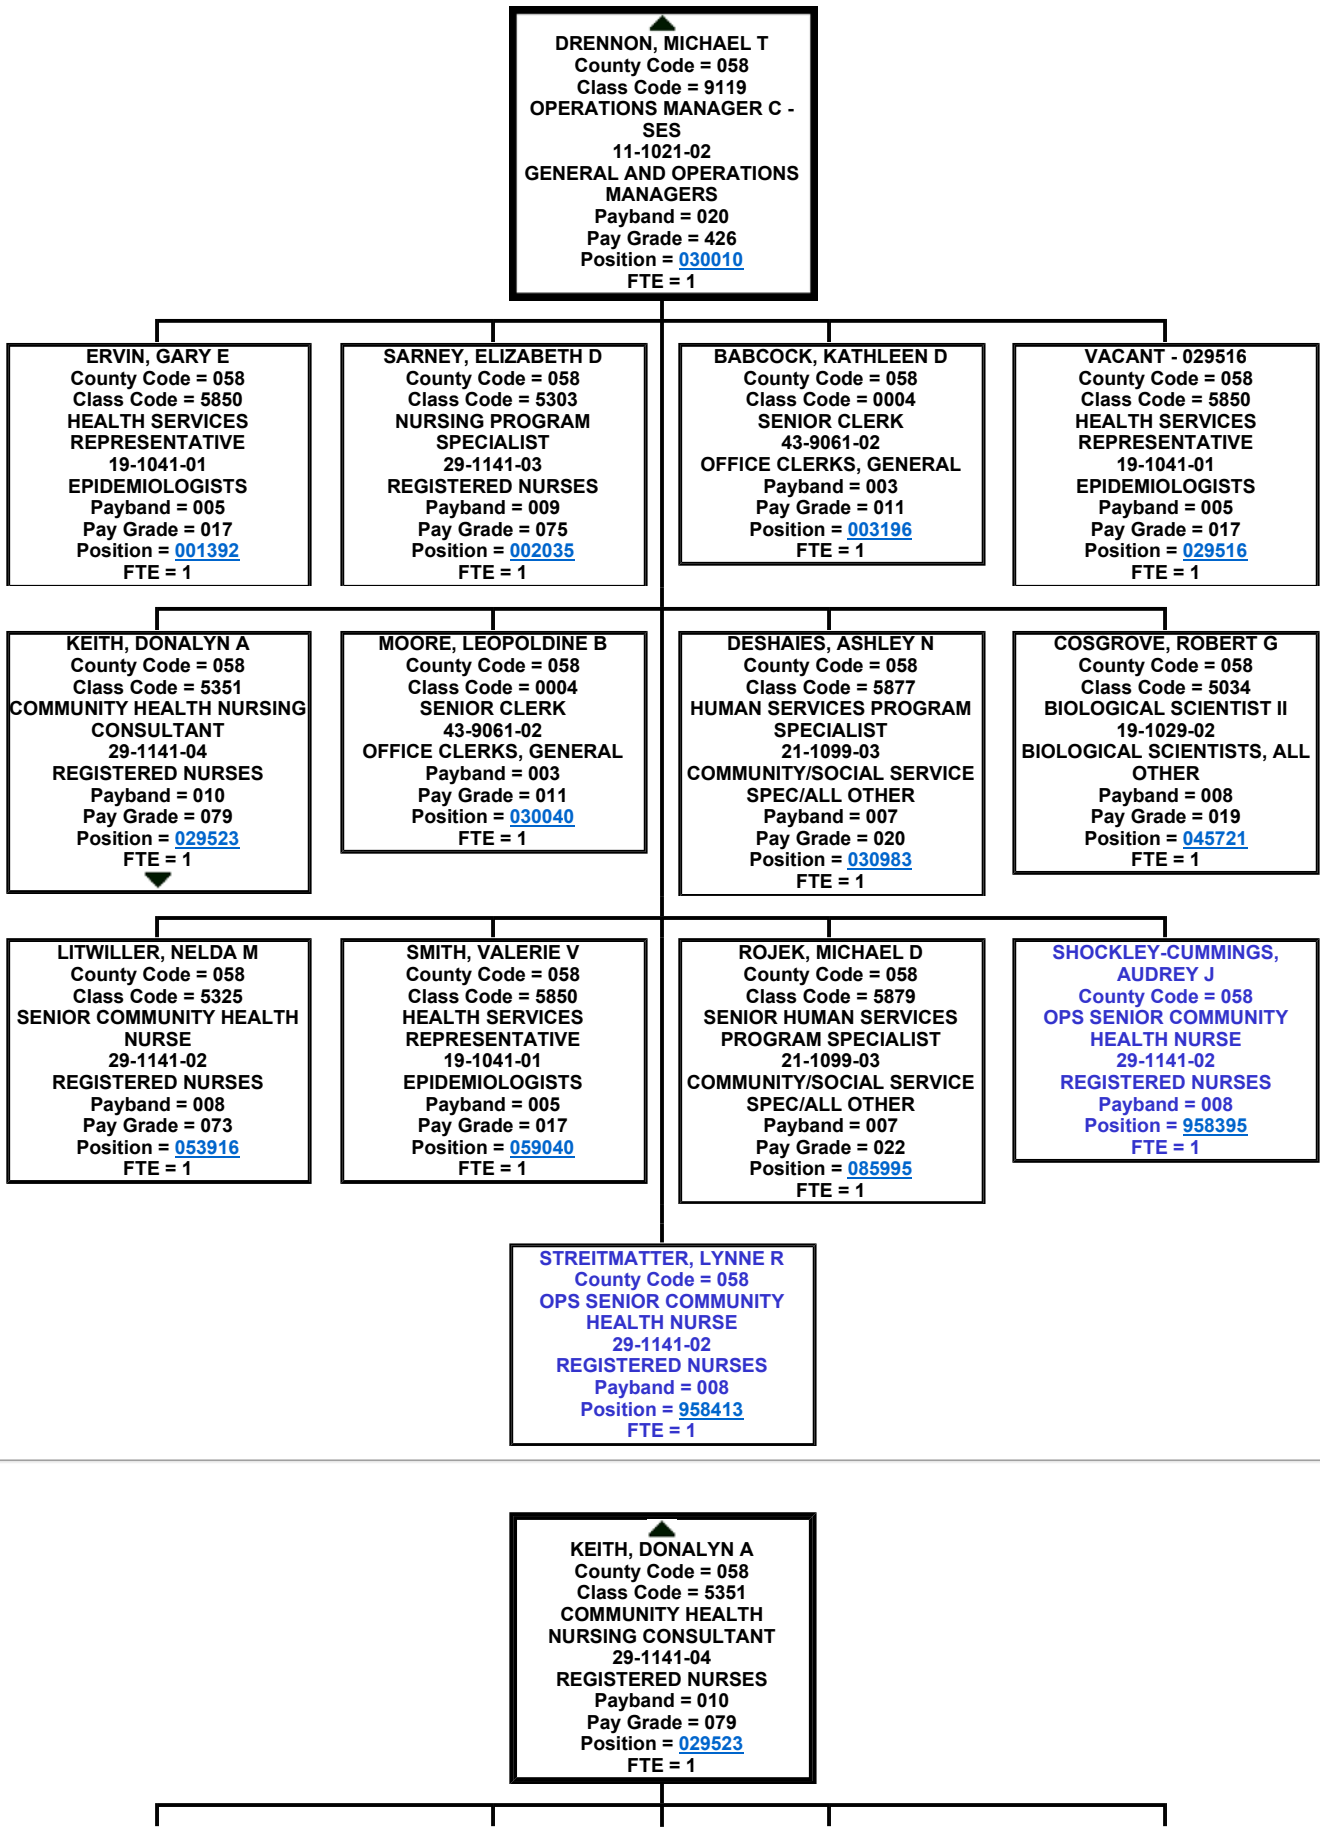 DRENNON, MICHAEL T
County Code = 058
Class Code = 9119
OPERATIONS MANAGER C -
SES
11-1021-02
GENERAL AND OPERATIONS
MANAGERS
Payband = 020
Pay Grade = 426
Position = 030010
FTE = 1
ERVIN, GARY E
County Code = 058
Class Code = 5850
HEALTH SERVICES
REPRESENTATIVE
19-1041-01
EPIDEMIOLOGISTS
Payband = 005
Pay Grade = 017
Position = 001392
FTE = 1
SARNEY, ELIZABETH D
County Code = 058
Class Code = 5303
NURSING PROGRAM
SPECIALIST
29-1141-03
REGISTERED NURSES
Payband = 009
Pay Grade = 075
Position = 002035
FTE = 1
BABCOCK, KATHLEEN D
County Code = 058
Class Code = 0004
SENIOR CLERK
43-9061-02
OFFICE CLERKS, GENERAL
Payband = 003
Pay Grade = 011
Position = 003196
FTE = 1
VACANT - 029516
County Code = 058
Class Code = 5850
HEALTH SERVICES
REPRESENTATIVE
19-1041-01
EPIDEMIOLOGISTS
Payband = 005
Pay Grade = 017
Position = 029516
FTE = 1
KEITH, DONALYN A
County Code = 058
Class Code = 5351
COMMUNITY HEALTH NURSING
CONSULTANT
29-1141-04
REGISTERED NURSES
Payband = 010
Pay Grade = 079
Position = 029523
FTE = 1
MOORE, LEOPOLDINE B
County Code = 058
Class Code = 0004
SENIOR CLERK
43-9061-02
OFFICE CLERKS, GENERAL
Payband = 003
Pay Grade = 011
Position = 030040
FTE = 1
DESHAIES, ASHLEY N
County Code = 058
Class Code = 5877
HUMAN SERVICES PROGRAM
SPECIALIST
21-1099-03
COMMUNITY/SOCIAL SERVICE
SPEC/ALL OTHER
Payband = 007
Pay Grade = 020
Position = 030983
FTE = 1
COSGROVE, ROBERT G
County Code = 058
Class Code = 5034
BIOLOGICAL SCIENTIST II
19-1029-02
BIOLOGICAL SCIENTISTS, ALL
OTHER
Payband = 008
Pay Grade = 019
Position = 045721
FTE = 1
LITWILLER, NELDA M
County Code = 058
Class Code = 5325
SENIOR COMMUNITY HEALTH
NURSE
29-1141-02
REGISTERED NURSES
Payband = 008
Pay Grade = 073
Position = 053916
FTE = 1
SMITH, VALERIE V
County Code = 058
Class Code = 5850
HEALTH SERVICES
REPRESENTATIVE
19-1041-01
EPIDEMIOLOGISTS
Payband = 005
Pay Grade = 017
Position = 059040
FTE = 1
ROJEK, MICHAEL D
County Code = 058
Class Code = 5879
SENIOR HUMAN SERVICES
PROGRAM SPECIALIST
21-1099-03
COMMUNITY/SOCIAL SERVICE
SPEC/ALL OTHER
Payband = 007
Pay Grade = 022
Position = 085995
FTE = 1
SHOCKLEY-CUMMINGS,
AUDREY J
County Code = 058
OPS SENIOR COMMUNITY
HEALTH NURSE
29-1141-02
REGISTERED NURSES
Payband = 008
Position = 958395
FTE = 1
STREITMATTER, LYNNE R
County Code = 058
OPS SENIOR COMMUNITY
HEALTH NURSE
29-1141-02
REGISTERED NURSES
Payband = 008
Position = 958413
FTE = 1
KEITH, DONALYN A
County Code = 058
Class Code = 5351
COMMUNITY HEALTH
NURSING CONSULTANT
29-1141-04
REGISTERED NURSES
Payband = 010
Pay Grade = 079
Position = 029523
FTE = 1